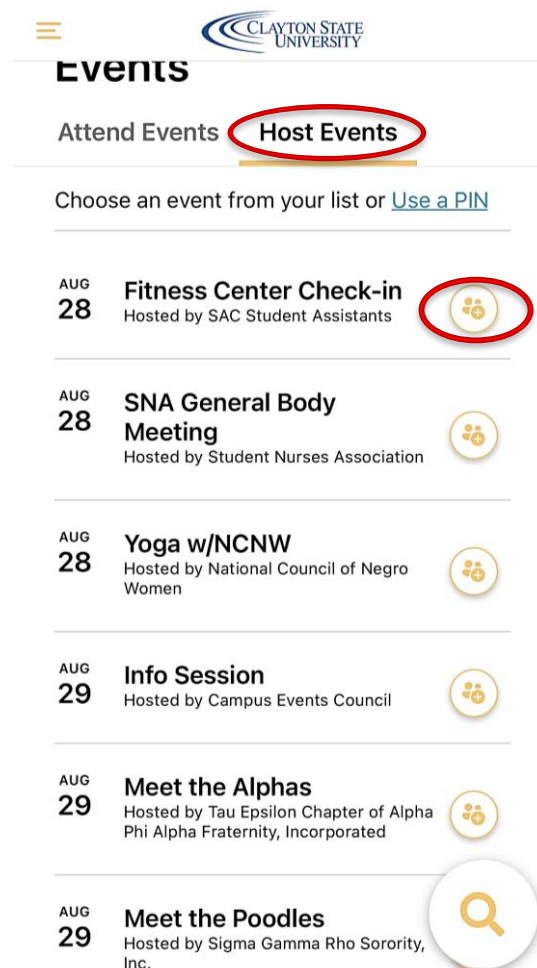 CLAYTON STATE
UNIVERSITY
Events
Attend Events Host Events
Choose an event from your list or Use a PIN
AUG
28
Fitness Center Check-in
Hosted by SAC Student Assistants
AUG
28
SNA General Body
Meeting
Hosted by Student Nurses Association
AUG
28
Yoga w/NCNW
Hosted by National Council of Negro
Women
AUG
29
Info Session
Hosted by Campus Events Council
AUG
29
Meet the Alphas
Hosted by Tau Epsilon Chapter of Alpha
Phi Alpha Fraternity, Incorporated
AUG
29
Meet the Poodles
Hosted by Sigma Gamma Rho Sorority,
Inc.